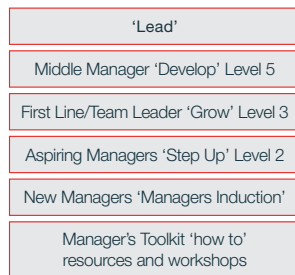 ‘Lead’
Middle Manager ‘Develop’ Level 5
First Line/Team Leader ‘Grow’ Level 3
Aspiring Managers ‘Step Up’ Level 2
New Managers ‘Managers Induction’
Manager’s Toolkit ‘how to’
resources and workshops